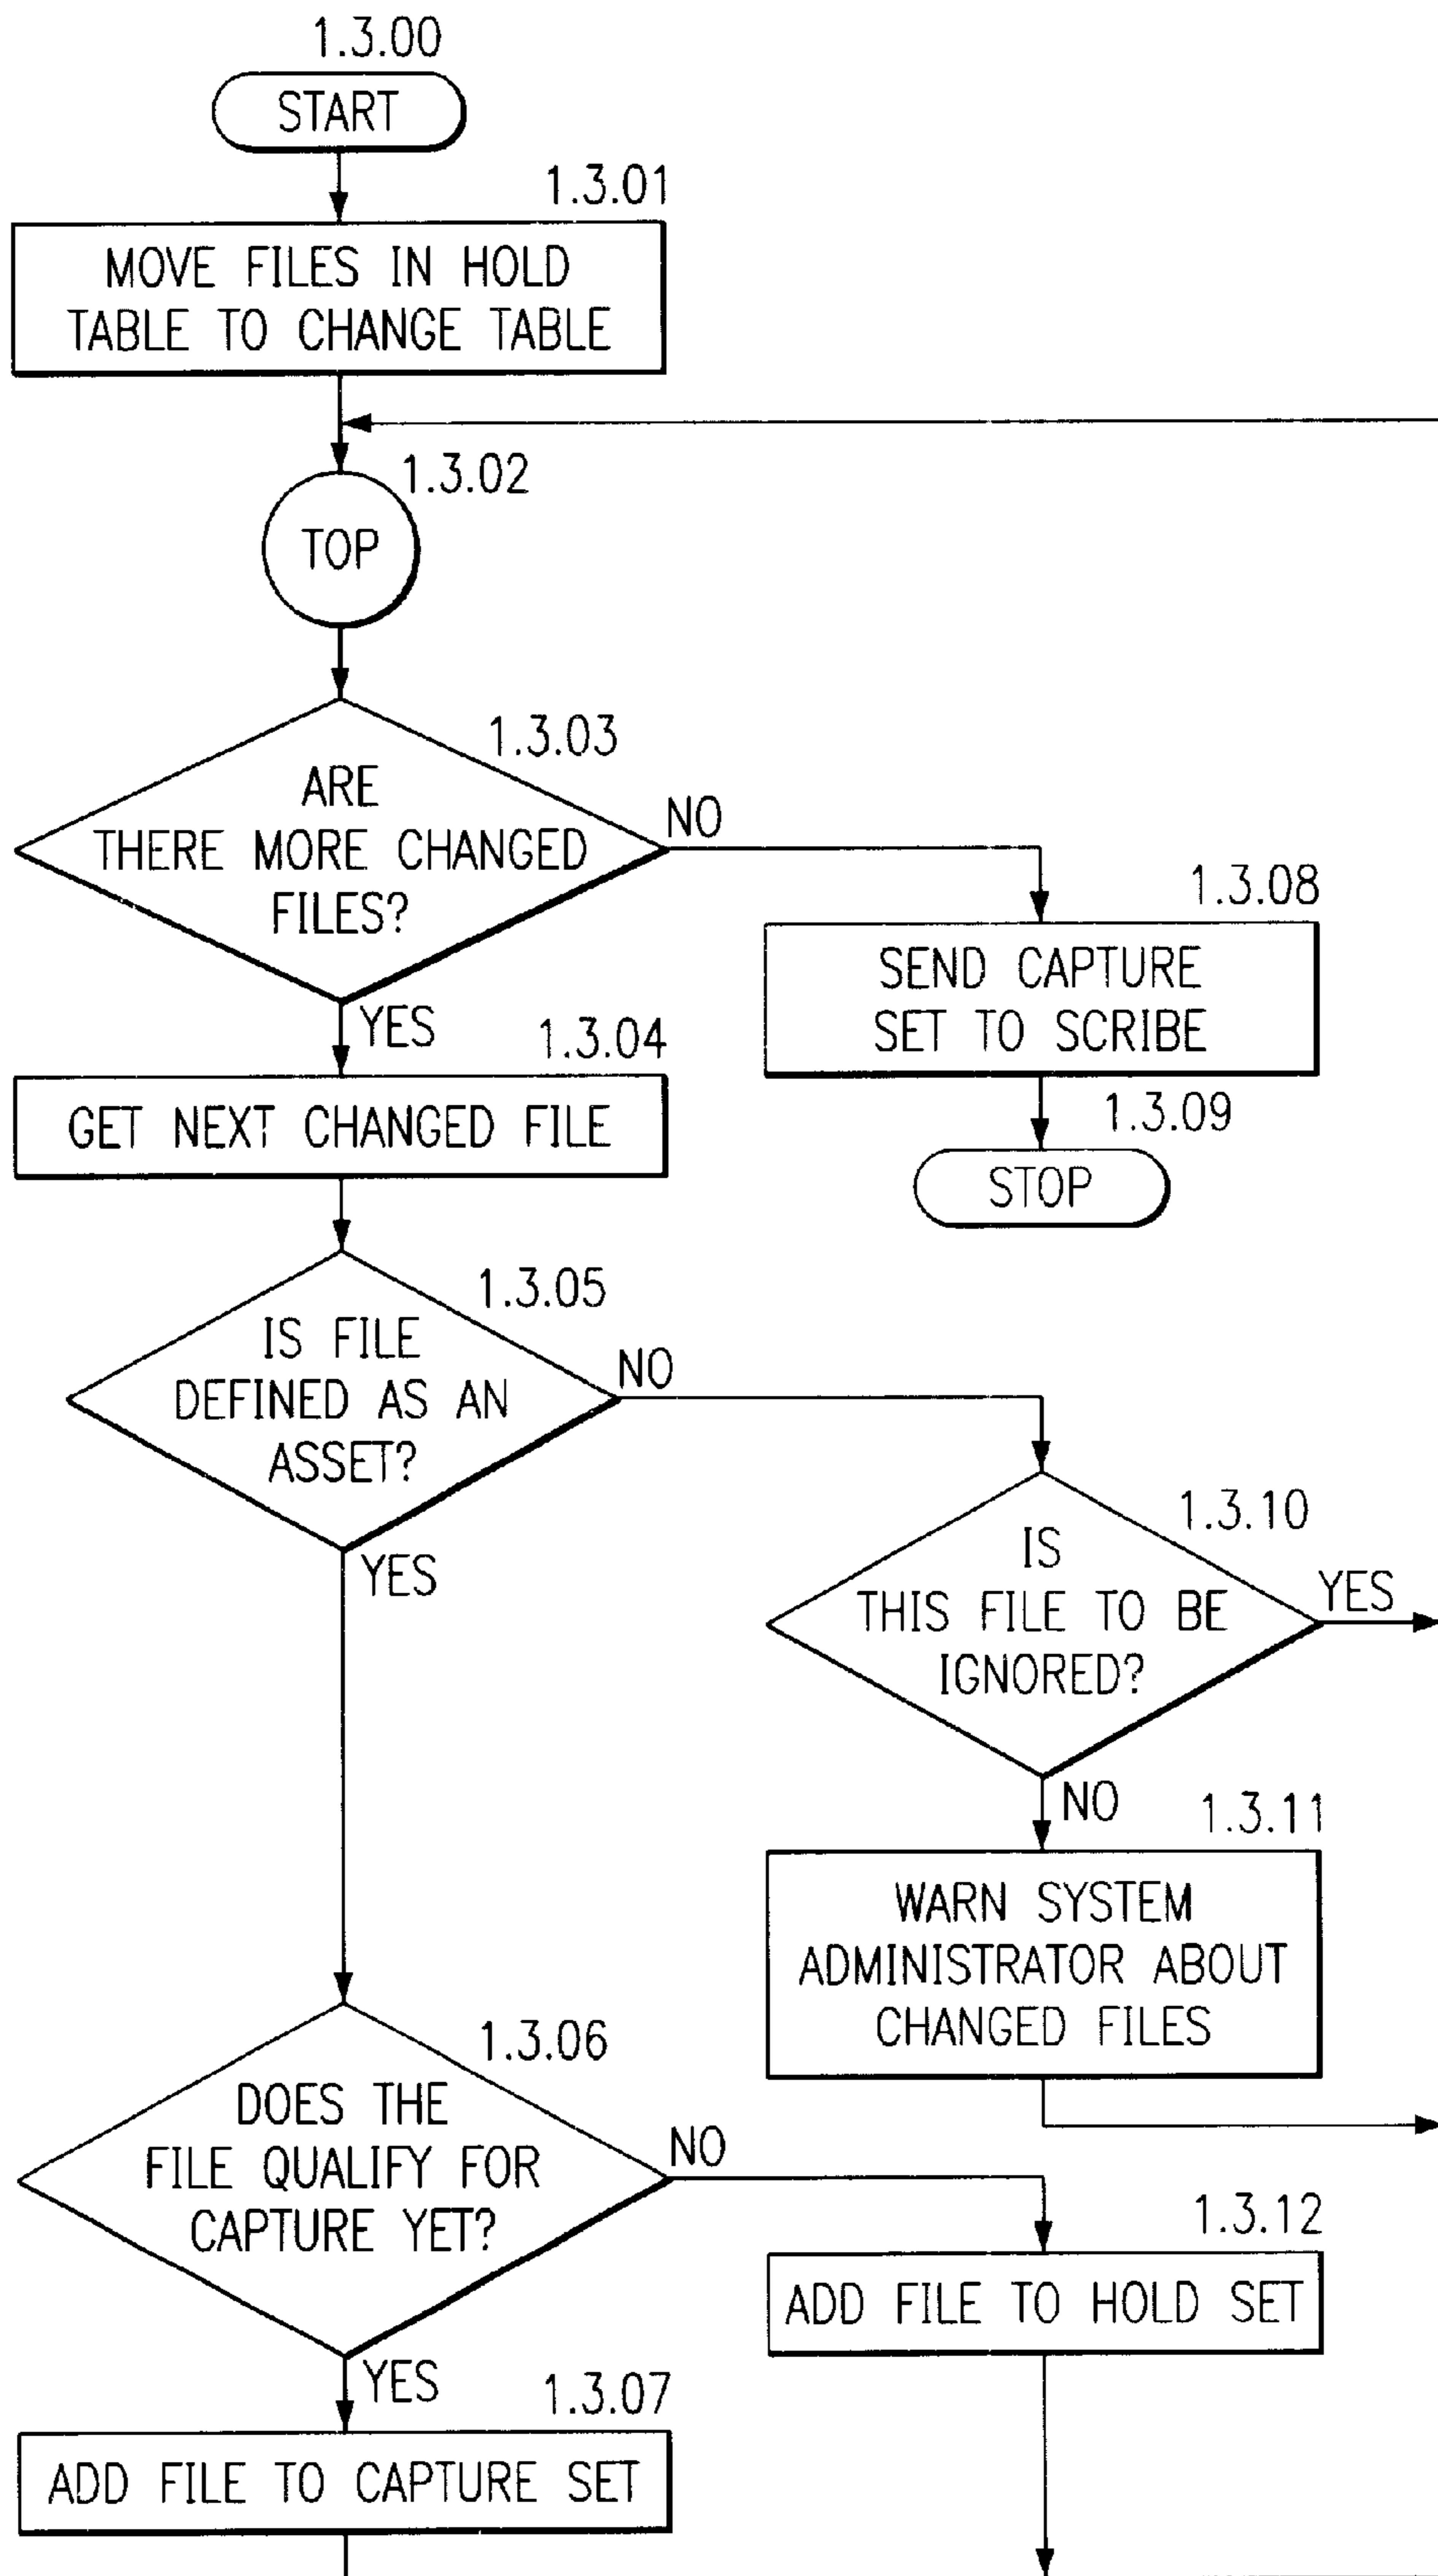 1.3.00
START
1.3.01
MOVE FILES IN HOLD
TABLE TO CHANGE TABLE
1.3.02
TOP
1.3.03
ARE
THERE MORE CHANGED
FILES?
NO
YES
1.3.08
SEND CAPTURE
SET TO SCRIBE
1.3.09
STOP
1.3.04
GET NEXT CHANGED FILE
1.3.05
IS FILE
DEFINED AS AN
ASSET?
NO
YES
1.3.10
IS
THIS FILE TO BE
IGNORED?
YES
NO
1.3.11
WARN SYSTEM
ADMINISTRATOR ABOUT
CHANGED FILES
1.3.06
DOES THE
FILE QUALIFY FOR
CAPTURE YET?
NO
YES
1.3.12
ADD FILE TO HOLD SET
1.3.07
ADD FILE TO CAPTURE SET